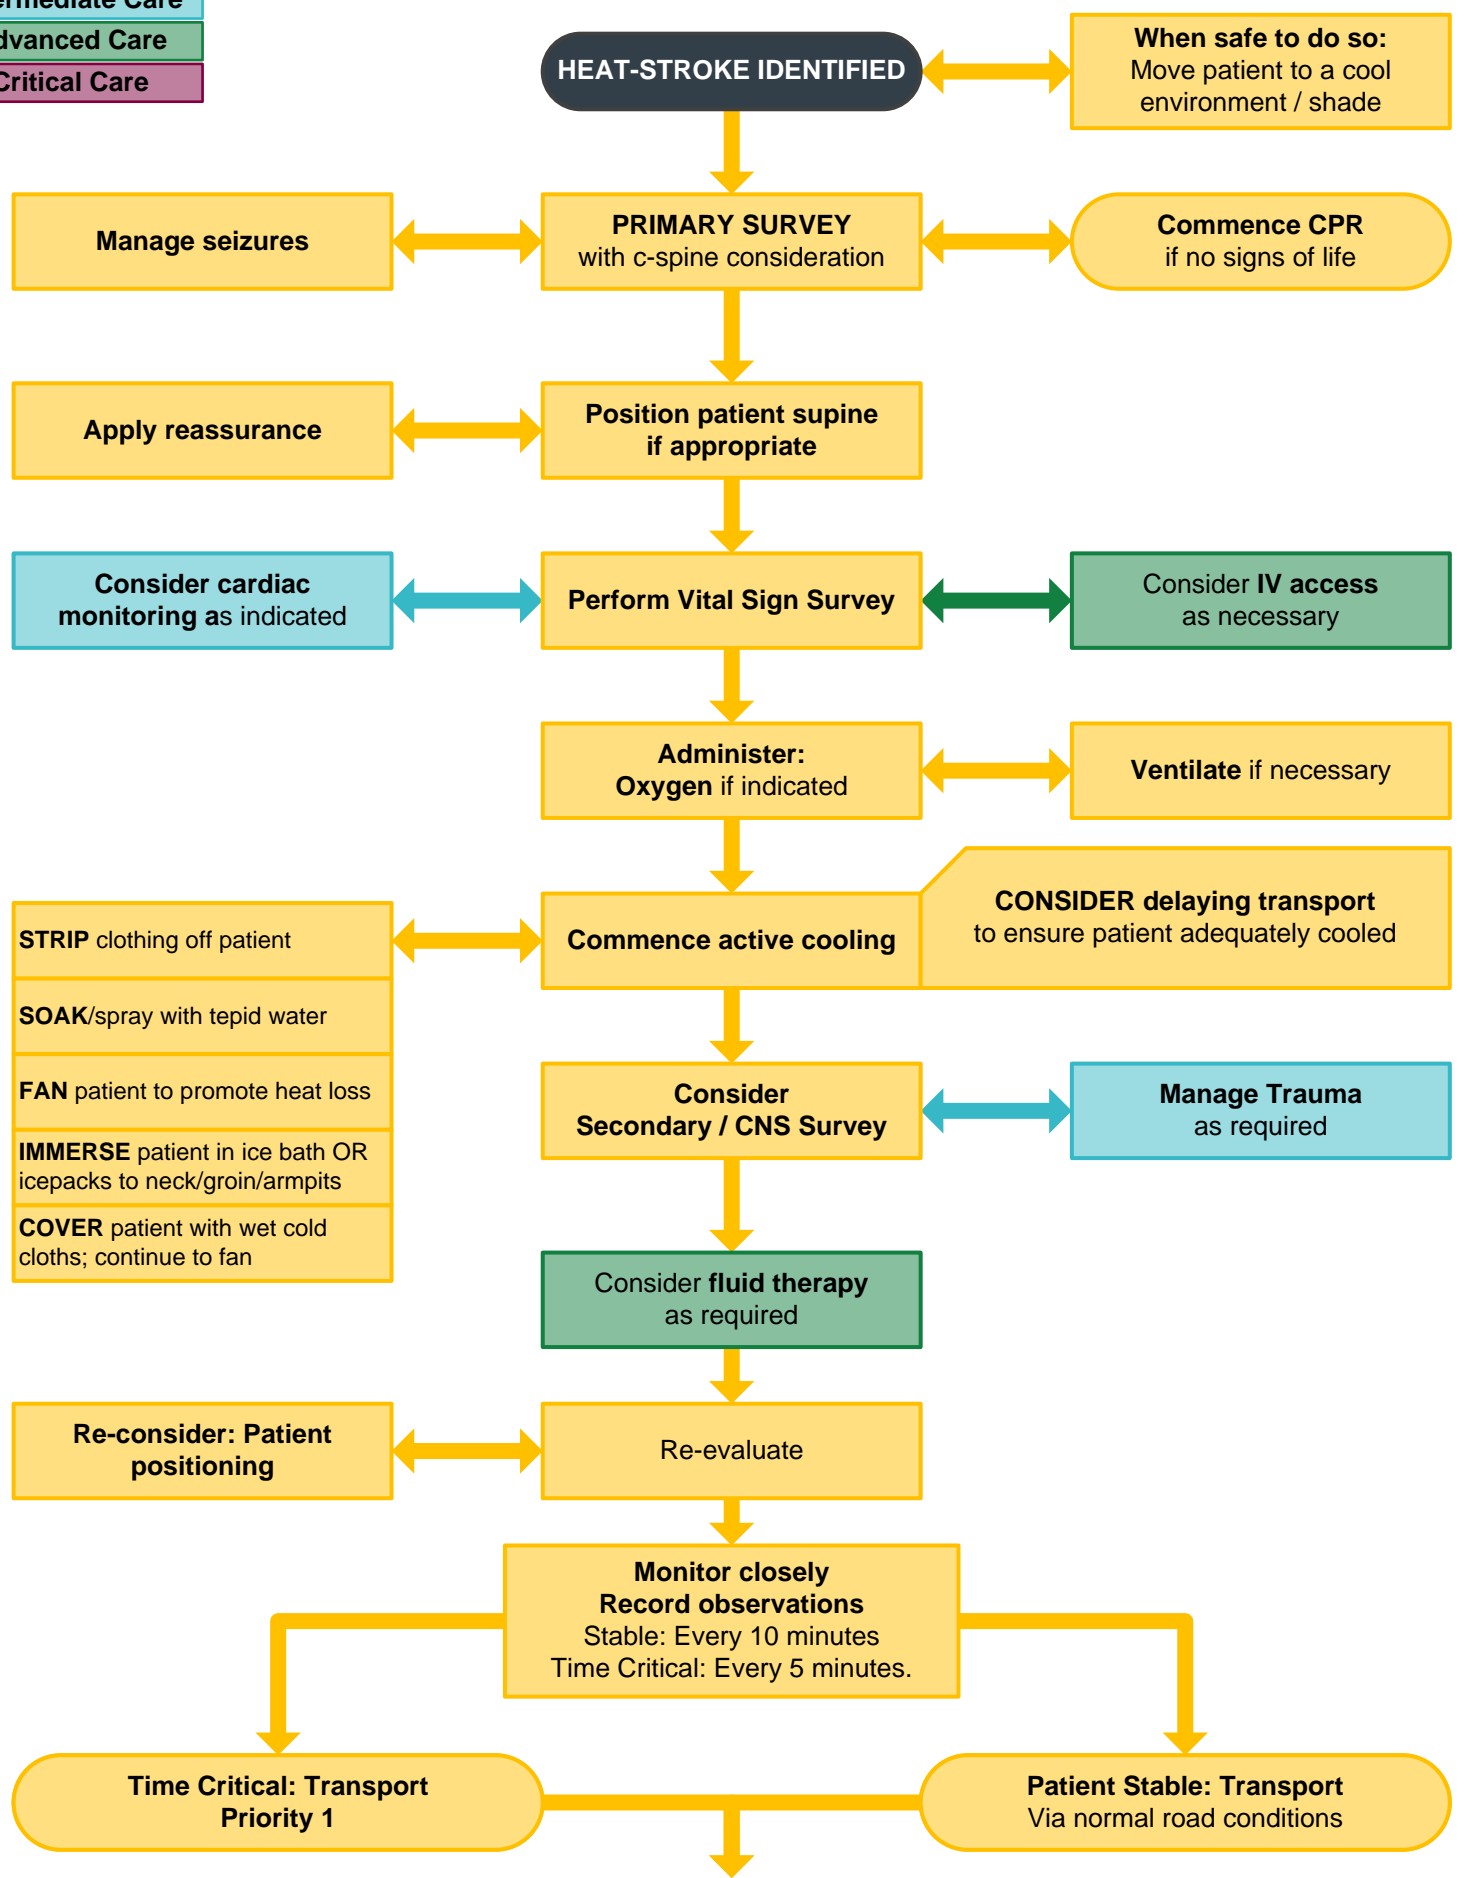 Care
Care
Critical Care
HEAT-STROKE IDENTIFIED
When safe to do so:
Move patient to a cool
environment / shade
Manage seizures
PRIMARY SURVEY
with c-spine consideration
Commence CPR
if no signs of life
Apply reassurance
Position patient supine
if appropriate
Consider cardiac
monitoring as indicated
Perform Vital Sign Survey
Consider IV access
as necessary
Administer:
Oxygen if indicated
Ventilate if necessary
Commence active cooling
CONSIDER delaying transport
to ensure patient adequately cooled
STRIP clothing off patient
SOAK/spray with tepid water
FAN patient to promote heat loss
IMMERSE patient in ice bath OR
icepacks to neck/groin/armpits
COVER patient with wet cold
cloths; continue to fan
Consider
Secondary / CNS Survey
Manage Trauma
as required
Consider fluid therapy
as required
Re-consider: Patient
positioning
Re-evaluate
Monitor closely
Record observations
Stable: Every 10 minutes
Time Critical: Every 5 minutes.
Time Critical: Transport
Priority 1
Patient Stable: Transport
Via normal road conditions